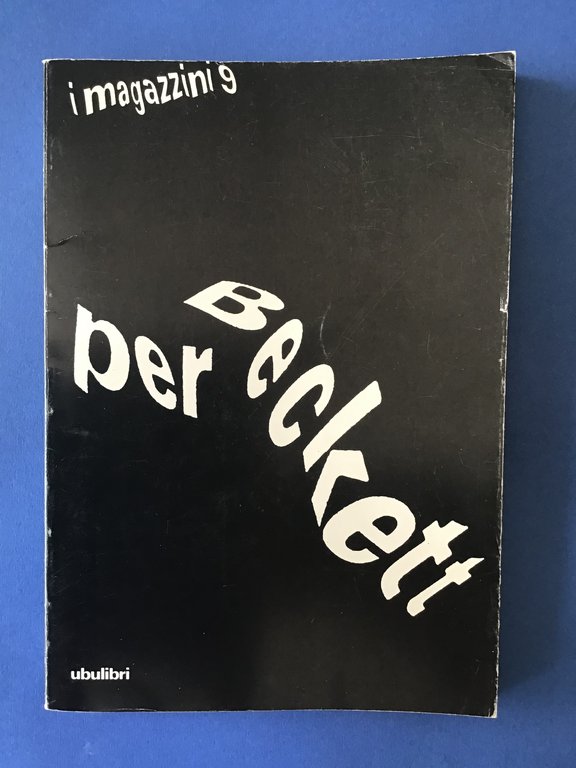 i magazzini 9
per Beckett
ubulibri